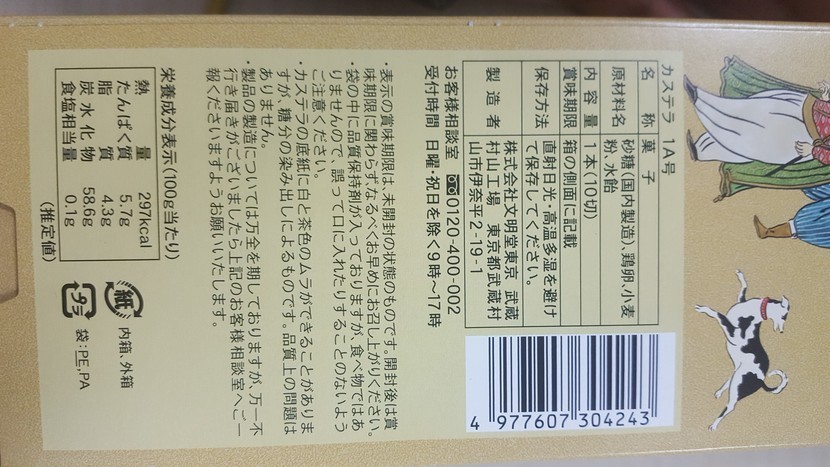 カステラ 1A号
名称 菓子
原材料名 砂糖(国内製造)、鶏卵、小麦
粉、水飴
内容量 1本(10切)
賞味期限 箱の側面に記載
保存方法 直射日光・高温多湿を避け
て保存してください。
製造者 株式会社文明堂東京 武蔵
村山工場 東京都武蔵村
山市伊奈平2-19-1
お客様相談室 0120-400-002
受付時間 日曜・祝日を除く9時～17時
・表示の賞味期限は、未開封の状態のものです。開封後は賞
味期限に関わらずなるべくお早めにお召し上がりください。
・袋の中に品質保持剤が入っておりますが、食べ物ではあ
りませんので、誤って口に入れたりすることのないよう
ご注意ください。
・カステラの底紙に白と茶色のムラができることがありま
すが、糖分の染み出しによるものです。品質上の問題は
ありません。
・製品の製造については万全を期しておりますが、万一不
行き届きがございましたら上記のお客様相談室へご一
報くださいますようお願いいたします。
栄養成分表示(100g当たり)
熱量 297kcal
たんぱく質 5.7g
脂質 4.3g
炭水化物 58.6g
食塩相当量 0.1g
(推定値)
紙 内箱、外箱
プラ 袋:PE,PA
4 977607 304243